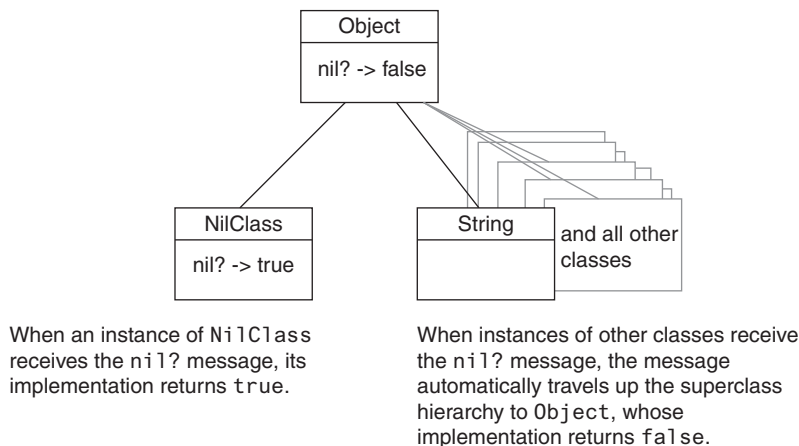 Object
nil? -> false
NilClass
nil? -> true
String
and all other
classes
When an instance of NilClass
receives the nil? message, its
implementation returns true.
When instances of other classes receive
the nil? message, the message
automatically travels up the superclass
hierarchy to Object, whose
implementation returns false.